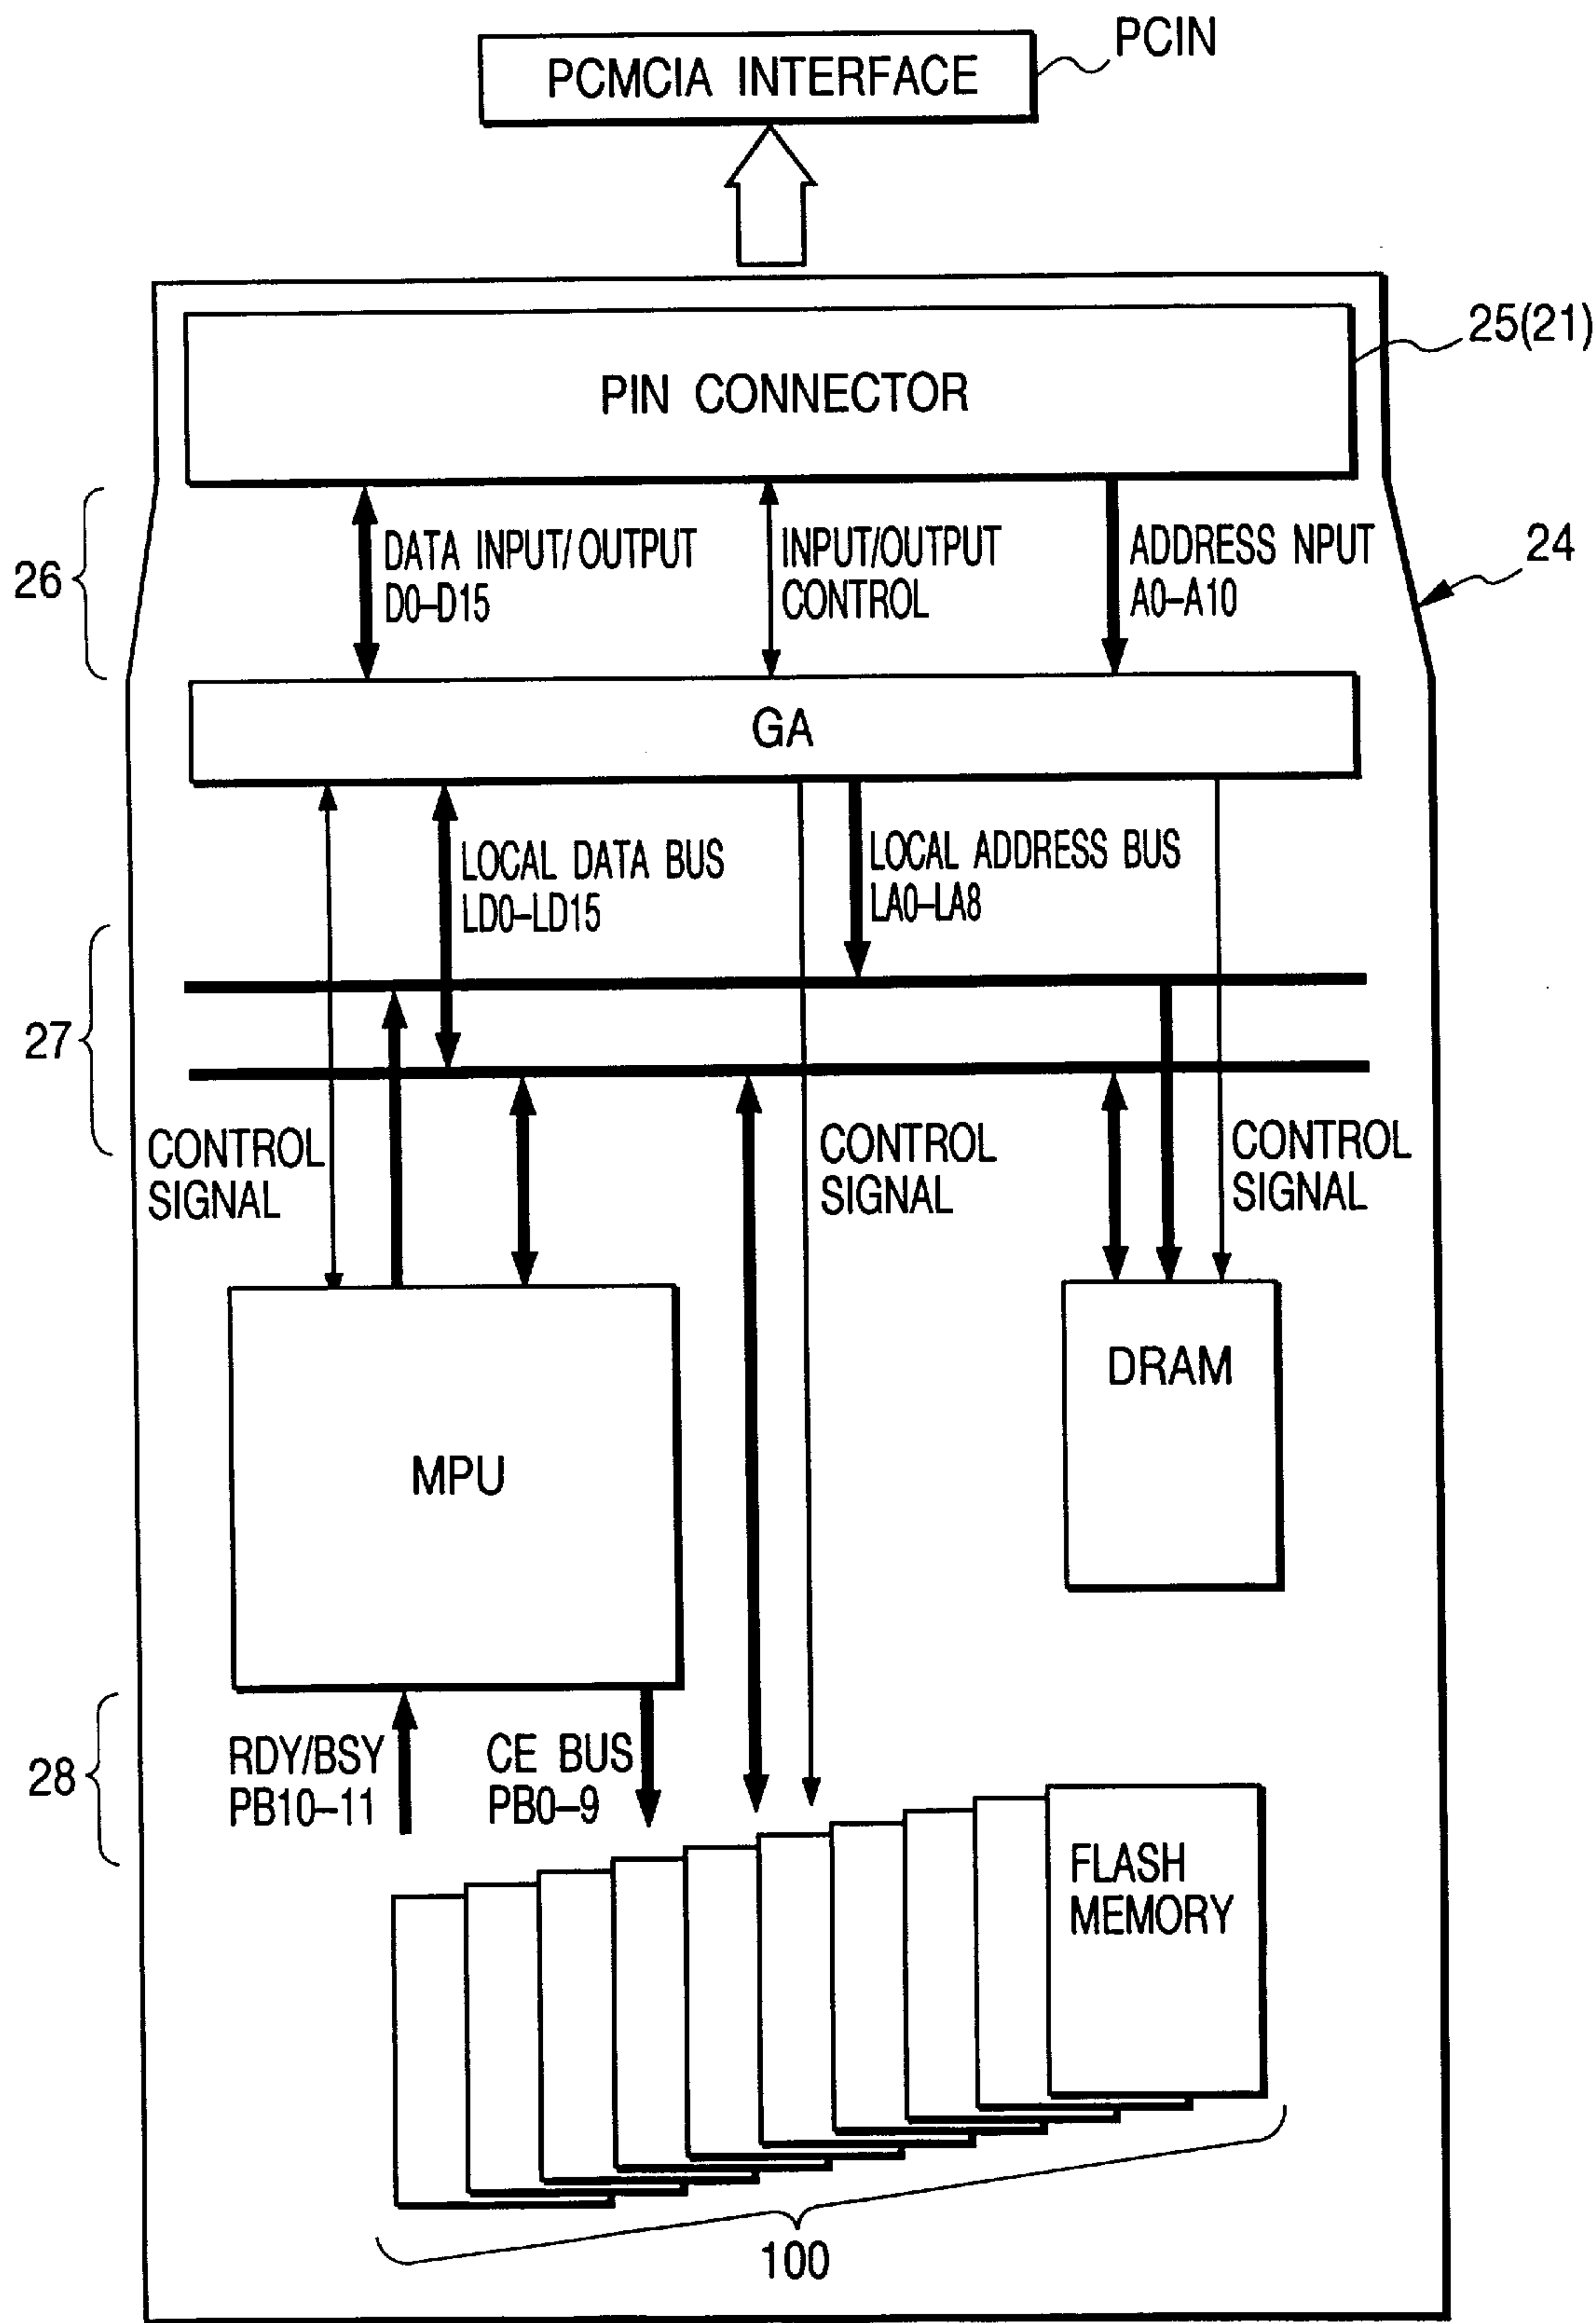 PCIN
PCMCIA INTERFACE
25(21)
PIN CONNECTOR
24
26
DATA INPUT/OUTPUT
D0–D15
INPUT/OUTPUT
CONTROL
ADDRESS NPUT
A0–A10
GA
LOCAL DATA BUS
LD0–LD15
LOCAL ADDRESS BUS
LA0–LA8
27
CONTROL
SIGNAL
CONTROL
SIGNAL
CONTROL
SIGNAL
DRAM
MPU
28
RDY/BSY
PB10–11
CE BUS
PB0–9
FLASH
MEMORY
100